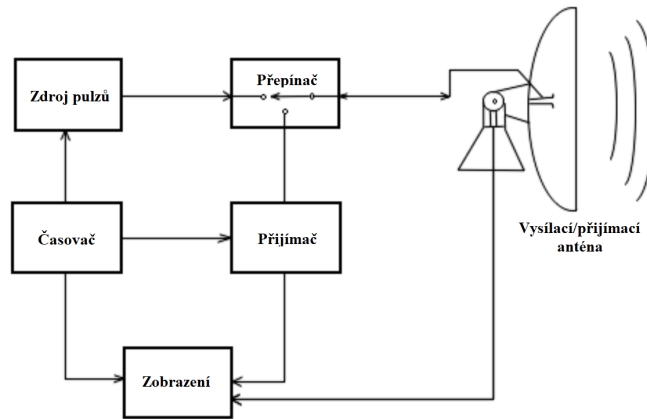 Zdroj pulzů
Přepínač
Časovač
Přijímač
Vysílací/přijímací
anténa
Zobrazení